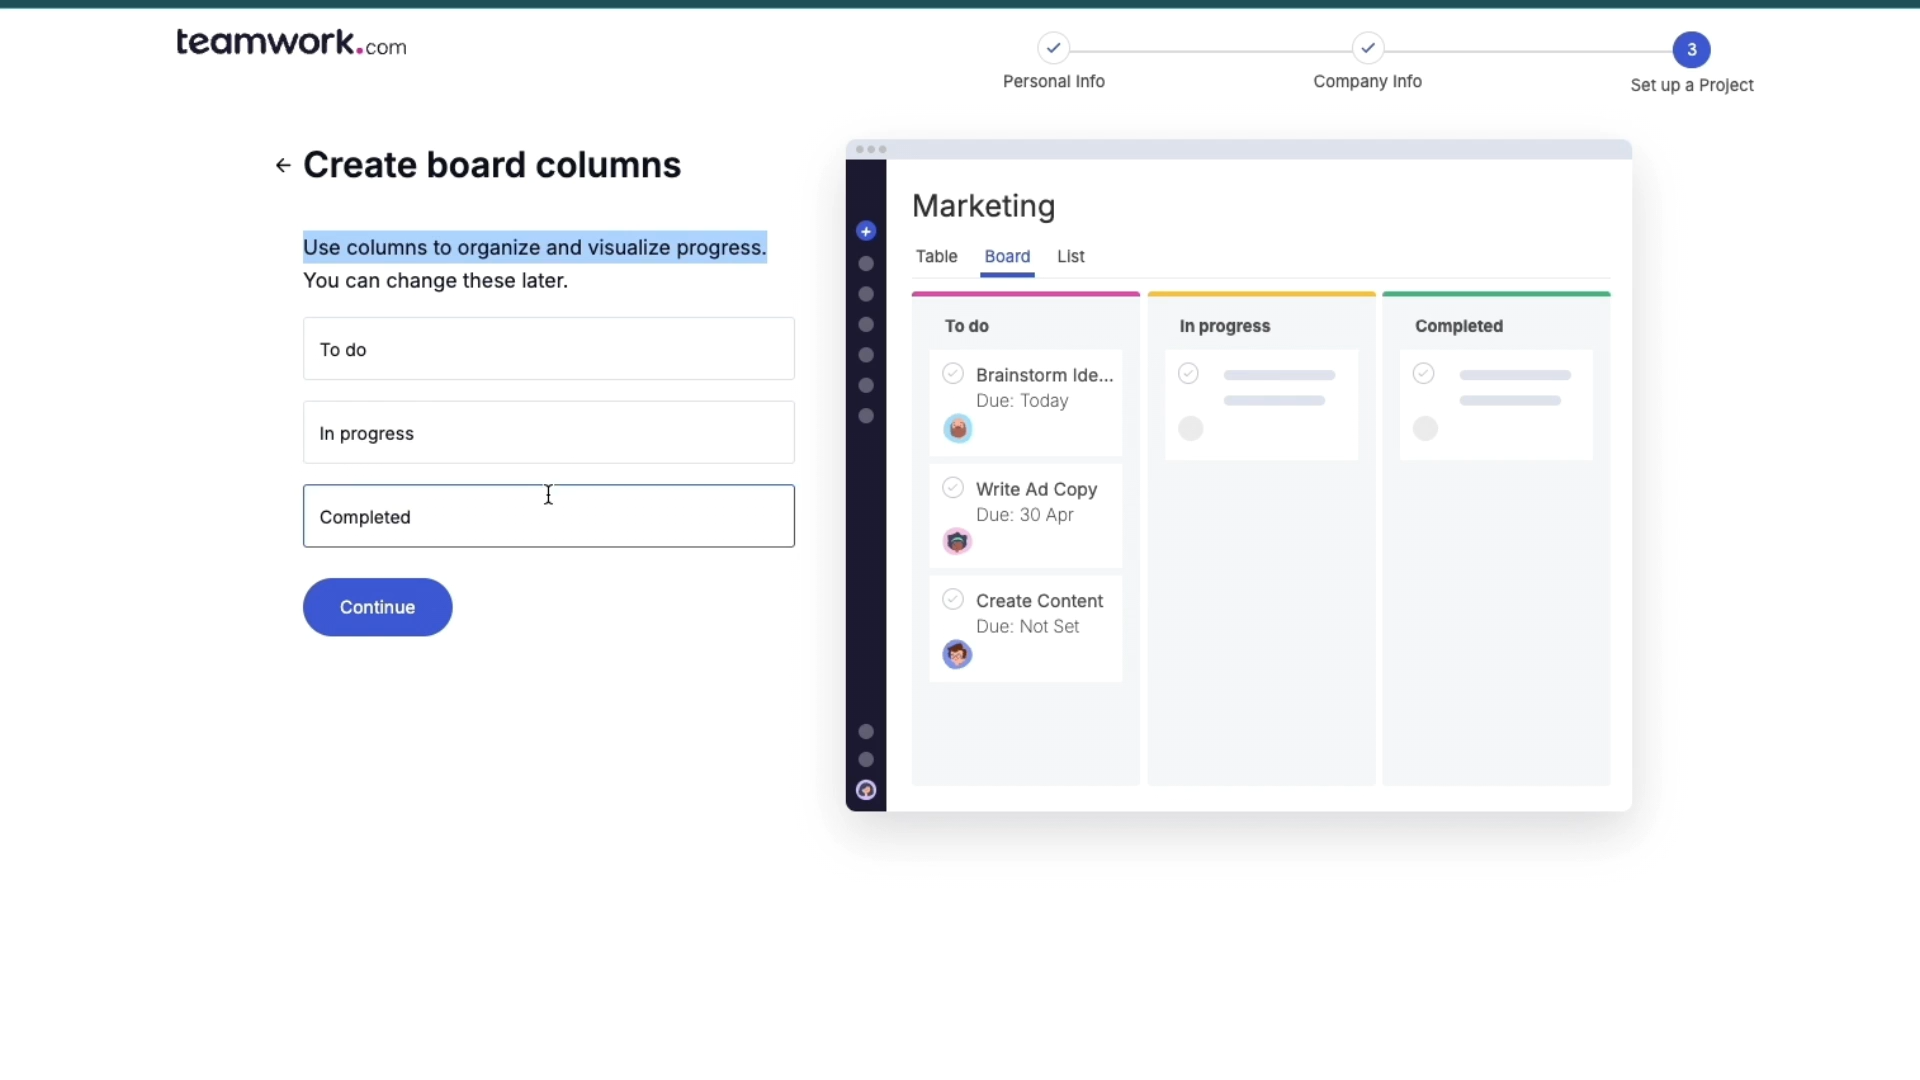 teamwork.com
3
Personal Info
Company Info
Set up a Project
← Create board columns
Use columns to organize and visualize progress.
You can change these later.
To do
In progress
Completed
Continue
Marketing
Table
Board
List
To do
Brainstorm Ide...
Due: Today
Write Ad Copy
Due: 30 Apr
Create Content
Due: Not Set
In progress
Completed